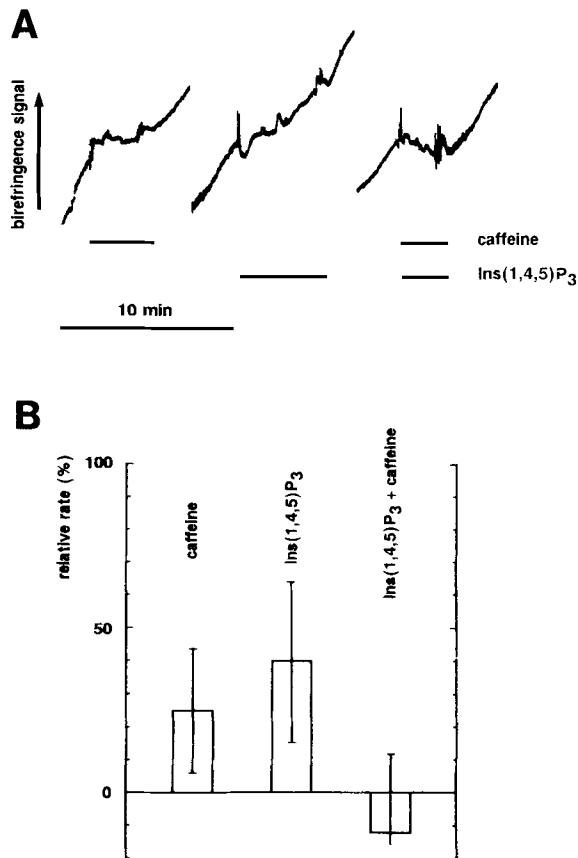 A
birefringence signal
caffeine
Ins(1,4,5)P3
10 min
B
relative rate (%)
100
50
0
caffeine
Ins(1,4,5)P3
Ins(1,4,5)P3 + caffeine